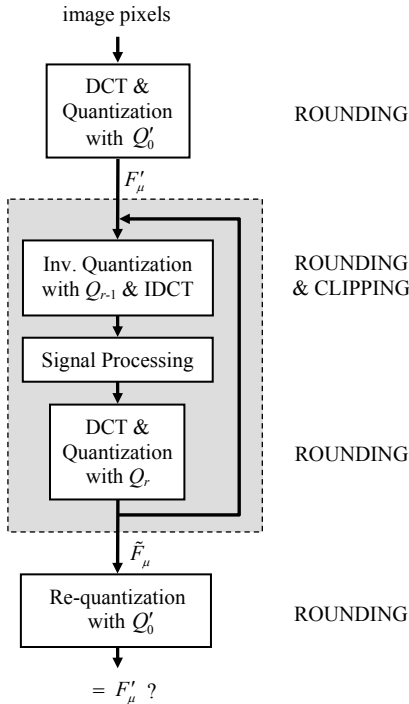 image pixels
DCT &
Quantization
with Q′₀
ROUNDING
F′μ
Inv. Quantization
with Qᵣ₋₁ & IDCT
ROUNDING
& CLIPPING
Signal Processing
DCT &
Quantization
with Qᵣ
ROUNDING
F̃μ
Re-quantization
with Q′₀
ROUNDING
= F′μ ?